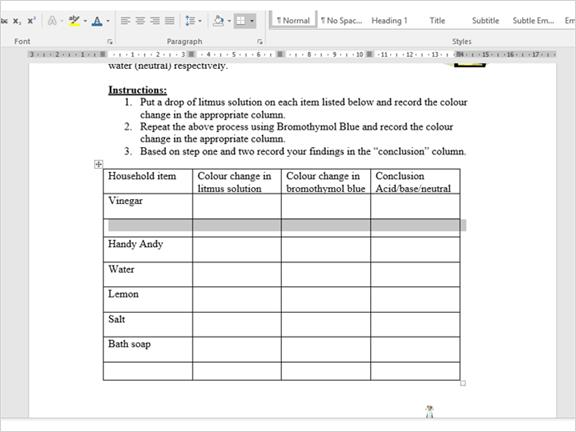 Font
Paragraph
Styles
¶ Normal
¶ No Spac...
Heading 1
Title
Subtitle
Subtle Em...
water (neutral) respectively.
Instructions:
1. Put a drop of litmus solution on each item listed below and record the colour
change in the appropriate column.
2. Repeat the above process using Bromothymol Blue and record the colour
change in the appropriate column.
3. Based on step one and two record your findings in the “conclusion” column.
Household item
Colour change in
litmus solution
Colour change in
bromothymol blue
Conclusion
Acid/base/neutral
Vinegar
Handy Andy
Water
Lemon
Salt
Bath soap